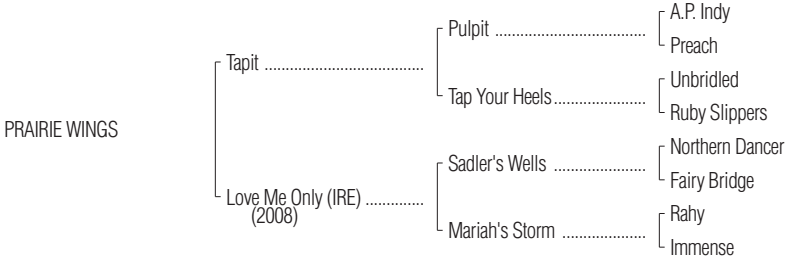 A.P. Indy
Pulpit ....................................
Preach
Tapit ......................................
Unbridled
Tap Your Heels......................
Ruby Slippers
PRAIRIE WINGS
Northern Dancer
Sadler's Wells ......................
Fairy Bridge
Love Me Only (IRE) ..............
(2008)
Rahy
Mariah's Storm ....................
Immense